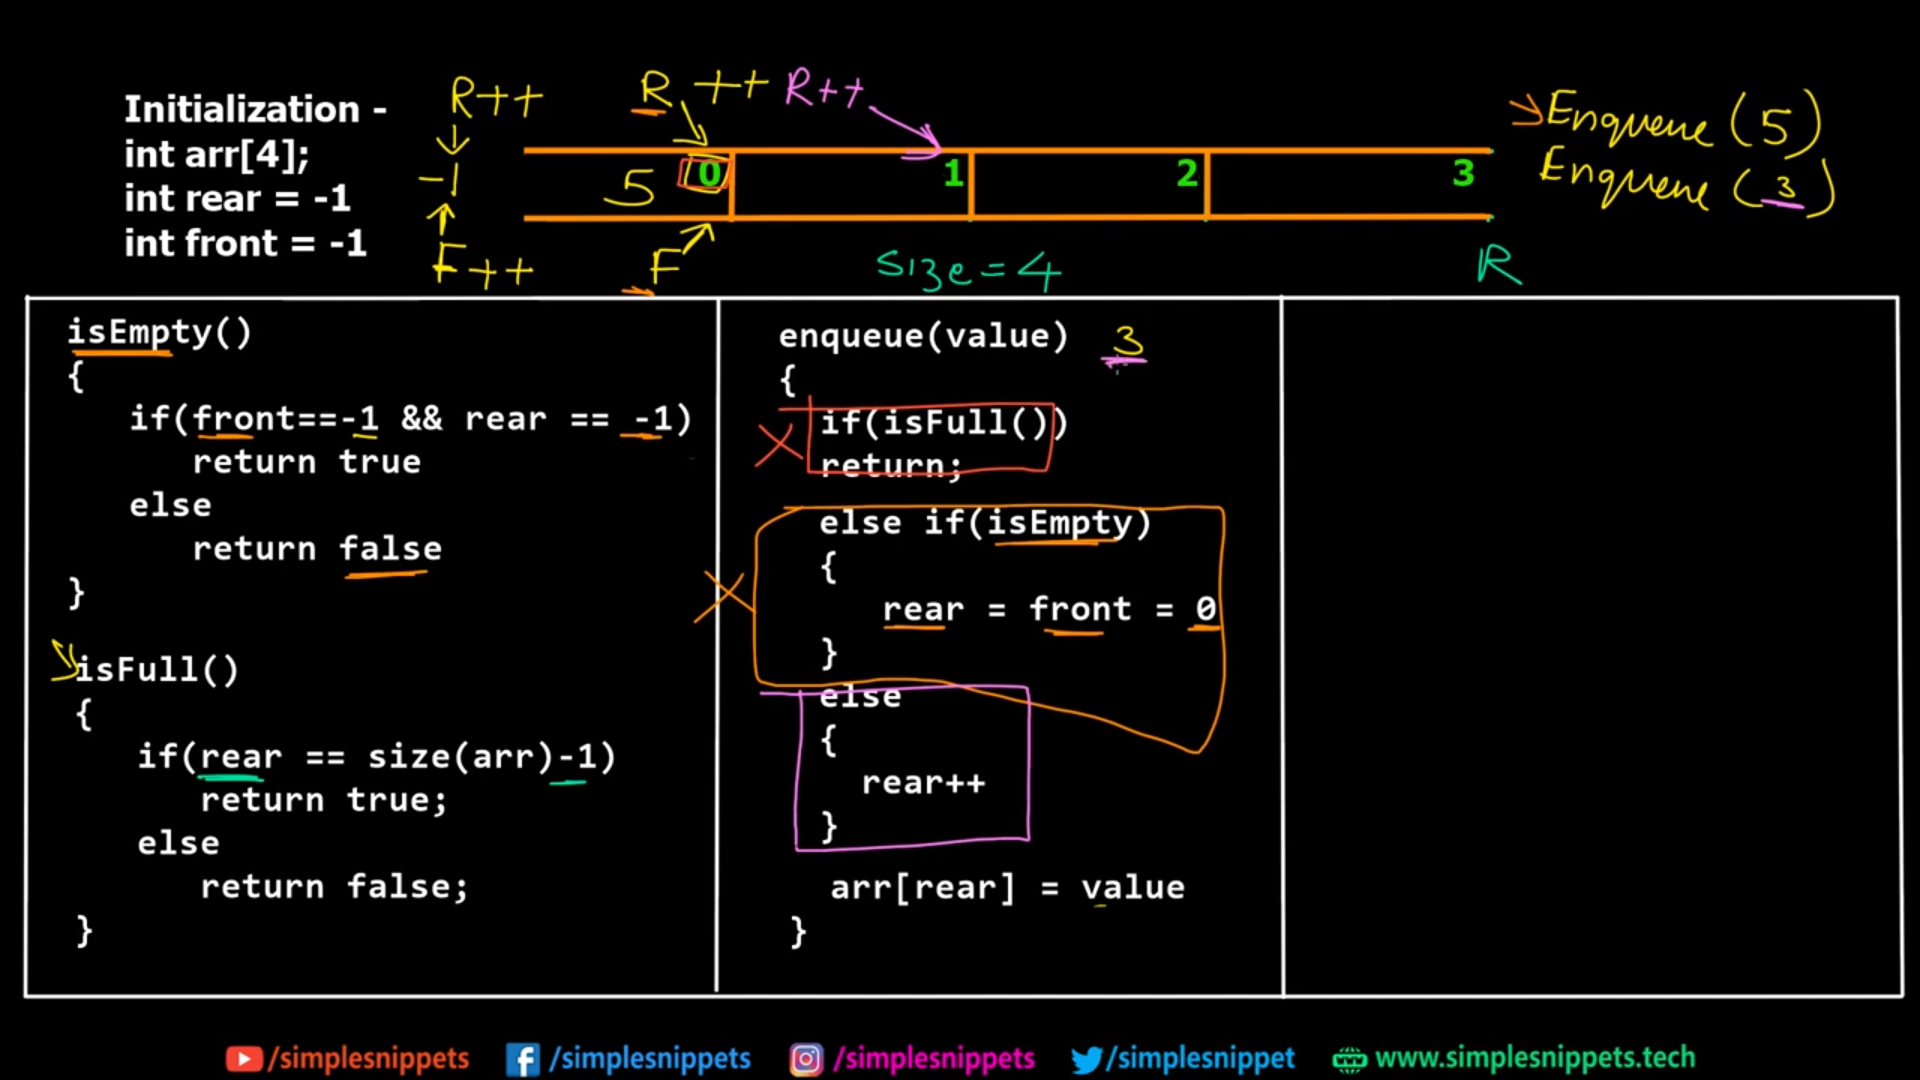 Initialization -
int arr[4];
int rear = -1
int front = -1
R++
-1
F++
R ++ R++
5 0 1 2 3
F
size=4
R
Enqueue (5)
Enqueue (3)
isEmpty()
{
if(front==-1 && rear == -1)
return true
else
return false
}
isFull()
{
if(rear == size(arr)-1)
return true;
else
return false;
}
enqueue(value) 3
{
if(isFull())
return;
else if(isEmpty)
{
rear = front = 0
}
else
{
rear++
}
arr[rear] = value
}
/simplesnippets /simplesnippets /simplesnippets /simplesnippet www.simplesnippets.tech